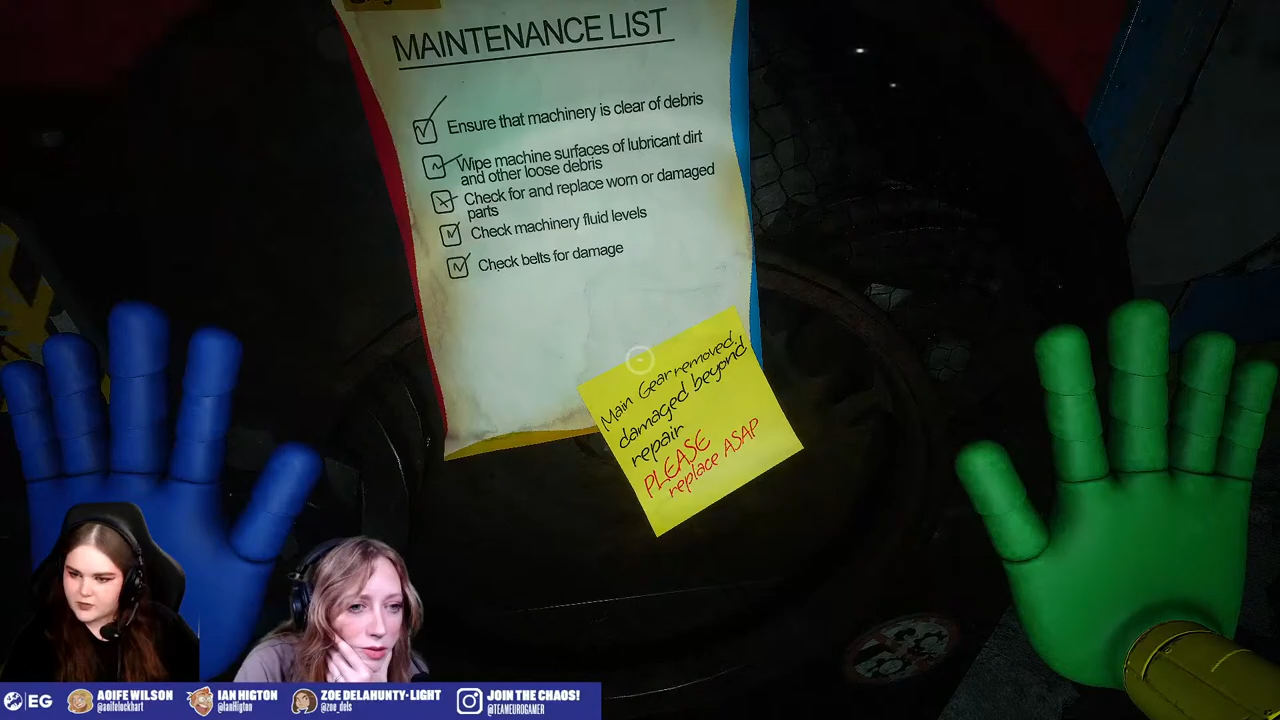 MAINTENANCE LIST
Ensure that machinery is clear of debris
Wipe machine surfaces of lubricant dirt
and other loose debris
Check for and replace worn or damaged
parts
Check machinery fluid levels
Check belts for damage
Main Gear removed.
damaged beyond
repair
PLEASE
replace ASAP
EG
AOIFE WILSON
@aoifelockhart
IAN HIGTON
@IanHigton
ZOE DELAHUNTY-LIGHT
@zoe_dels
JOIN THE CHAOS!
@TEAMEUROGAMER